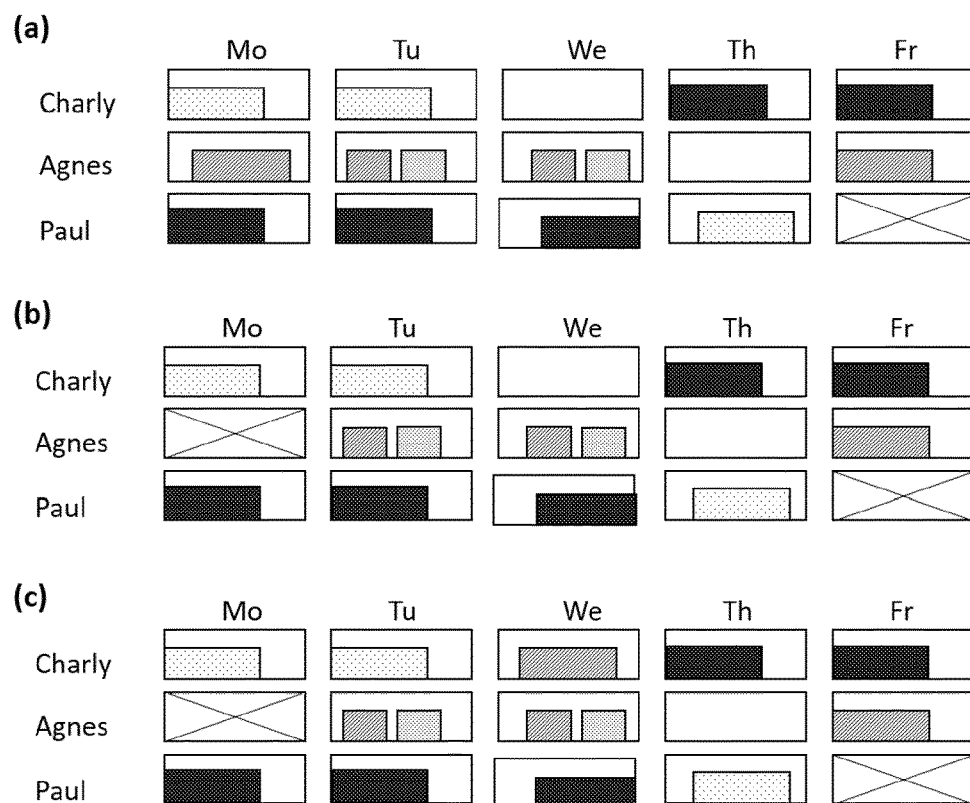 (a)
Mo Tu We Th Fr
Charly
Agnes
Paul
(b)
Mo Tu We Th Fr
Charly
Agnes
Paul
(c)
Mo Tu We Th Fr
Charly
Agnes
Paul